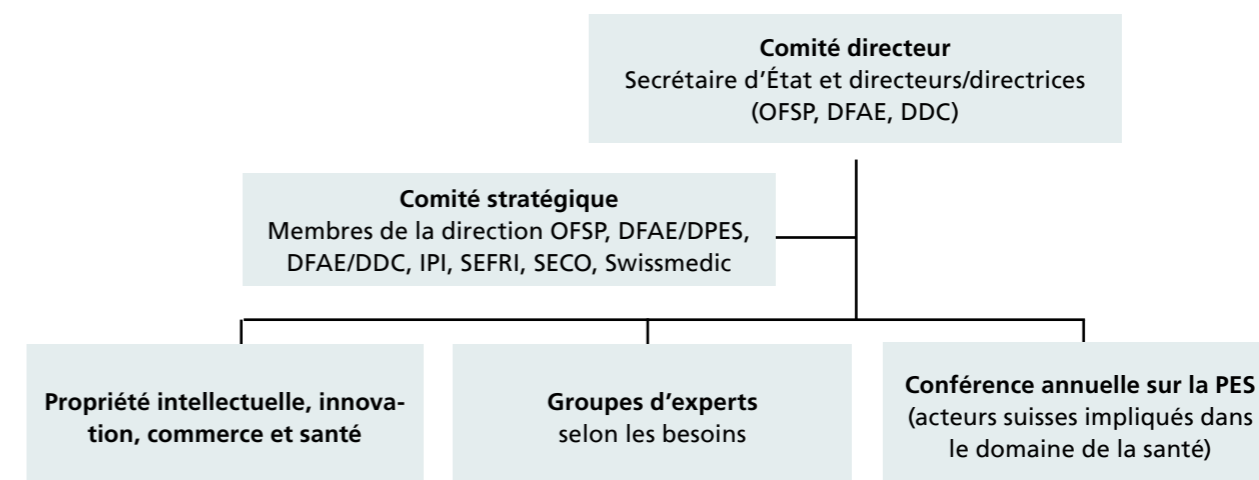 Comité directeur
Secrétaire d'État et directeurs/directrices
(OFSP, DFAE, DDC)
Comité stratégique
Membres de la direction OFSP, DFAE/DPES,
DFAE/DDC, IPI, SEFRI, SECO, Swissmedic
Propriété intellectuelle, innova-
tion, commerce et santé
Groupes d'experts
selon les besoins
Conférence annuelle sur la PES
(acteurs suisses impliqués dans
le domaine de la santé)